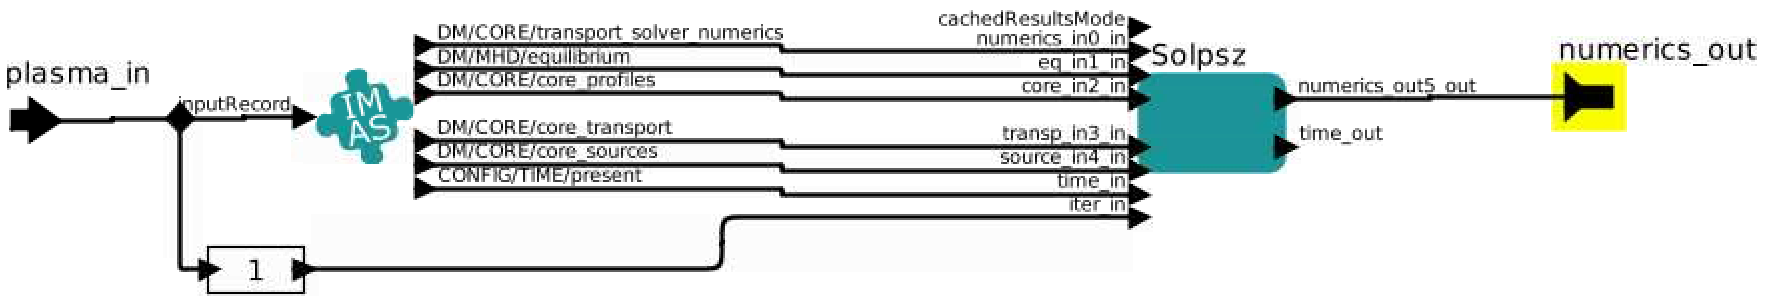 plasma_in
inputRecord
IM
AS
DM/CORE/transport_solver_numerics
DM/MHD/equilibrium
DM/CORE/core_profiles
DM/CORE/core_transport
DM/CORE/core_sources
CONFIG/TIME/present
1
cachedResultsMode
numerics_in0_in
eq_in1_in
core_in2_in
transp_in3_in
source_in4_in
time_in
iter_in
Solpsz
numerics_out5_out
time_out
numerics_out